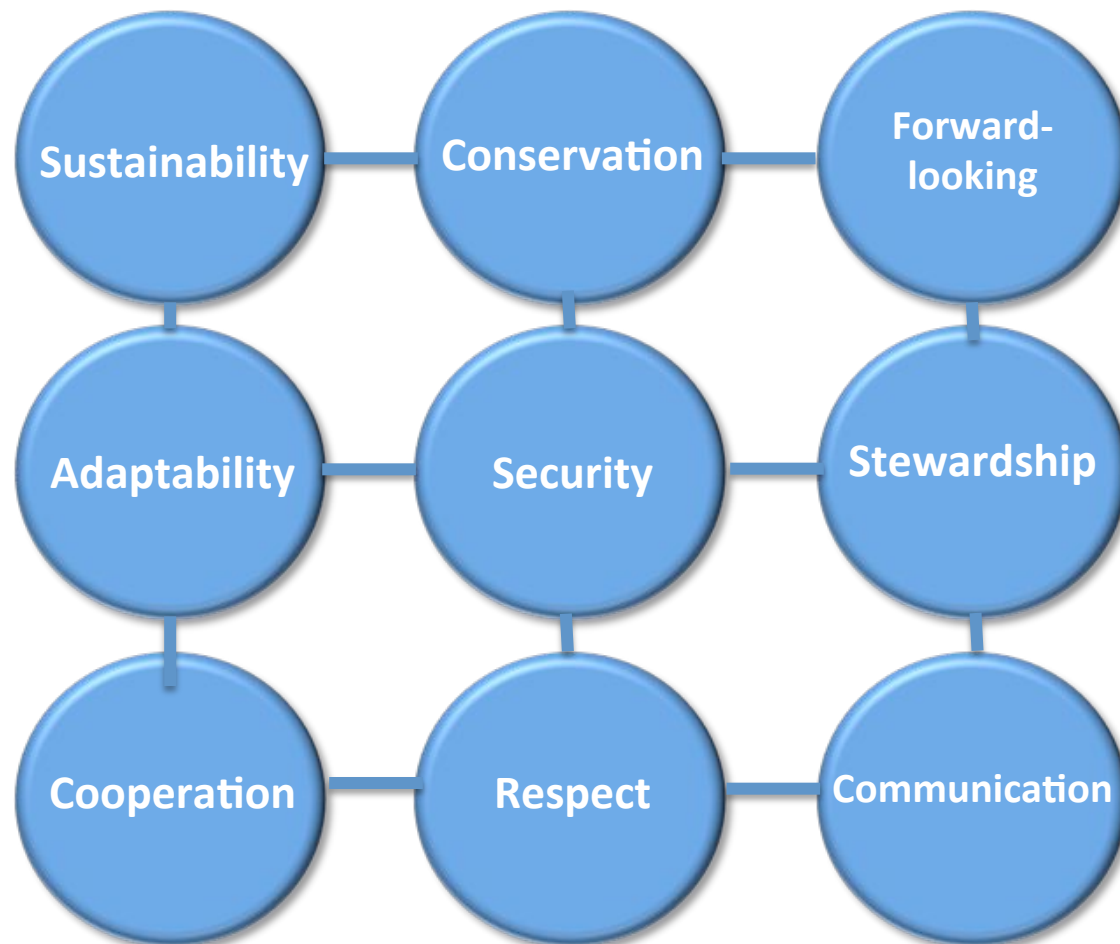 Sustainability
Conservation
Forward-
looking
Adaptability
Security
Stewardship
Cooperation
Respect
Communication